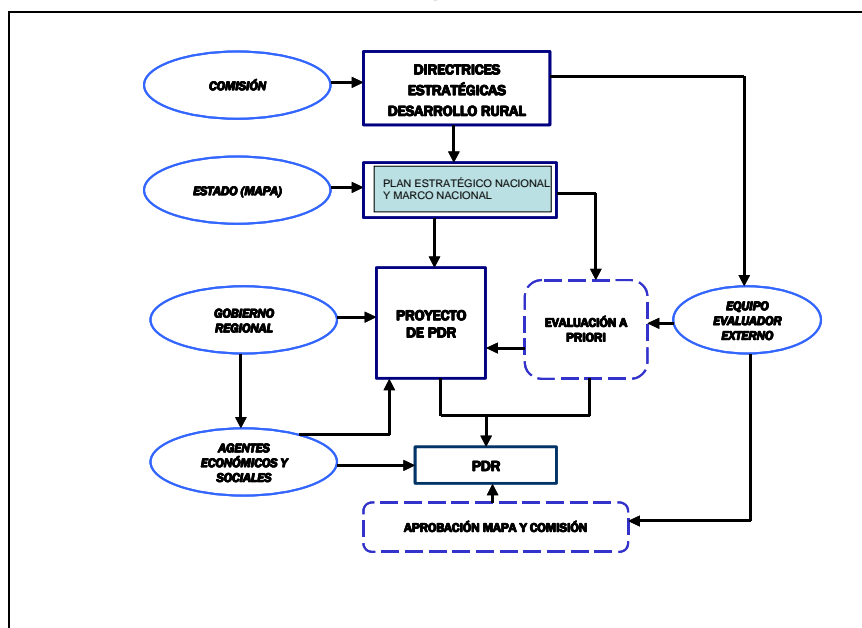 COMISIÓN
DIRECTRICES
ESTRATÉGICAS
DESARROLLO RURAL
ESTADO (MAPA)
PLAN ESTRATÉGICO NACIONAL
Y MARCO NACIONAL
GOBIERNO
REGIONAL
PROYECTO
DE PDR
EVALUACIÓN A
PRIORI
EQUIPO
EVALUADOR
EXTERNO
AGENTES
ECONÓMICOS Y
SOCIALES
PDR
APROBACIÓN MAPA Y COMISIÓN